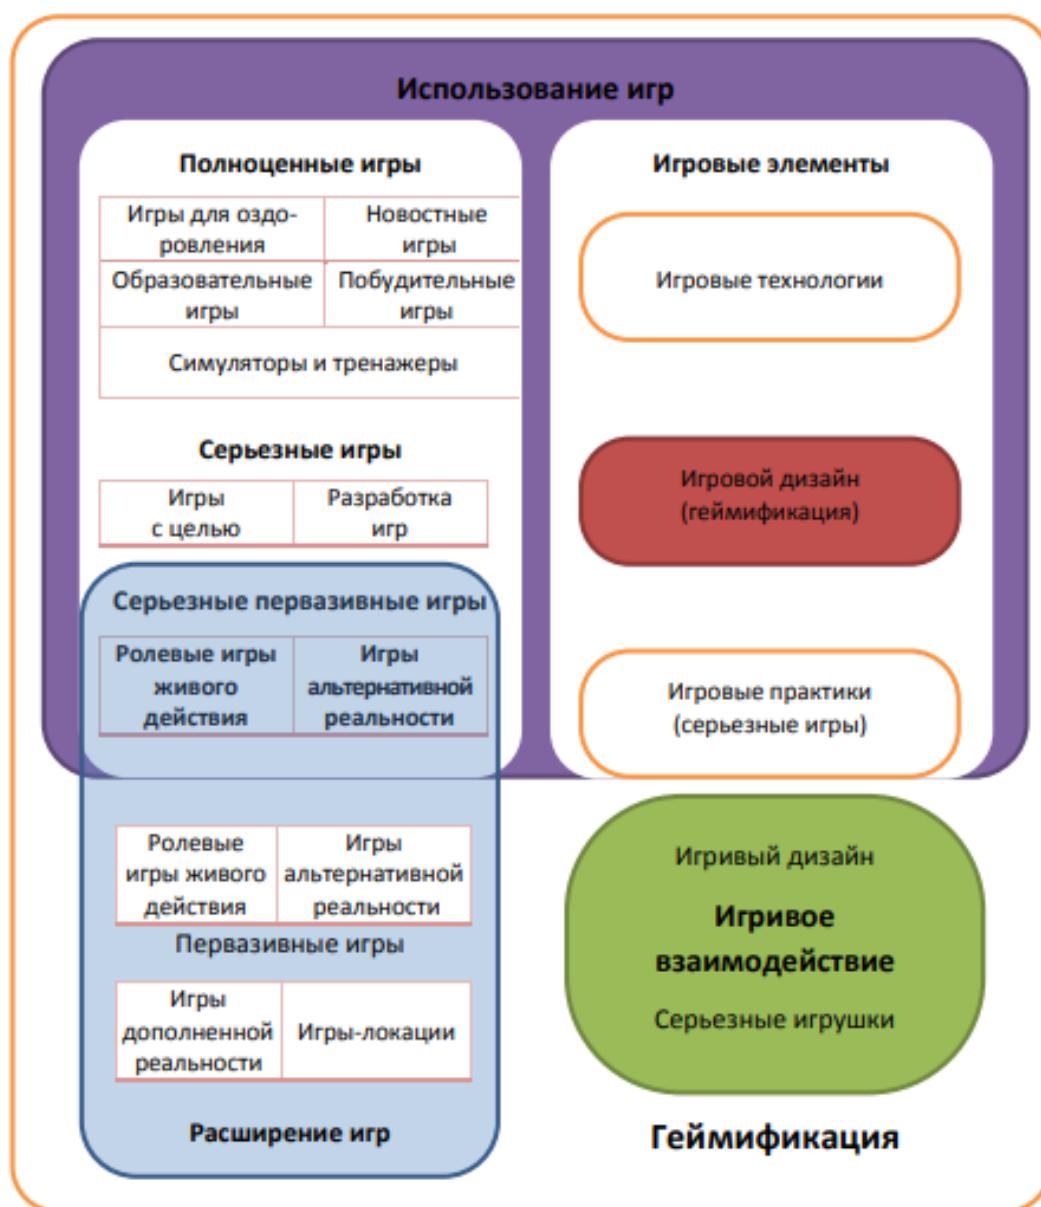 Использование игр
Полноценные игры
Игры для оздо-
ровления
Новостные
игры
Образовательные
игры
Побудительные
игры
Симуляторы и тренажеры
Серьезные игры
Игры
с целью
Разработка
игр
Серьезные первазивные игры
Ролевые игры
живого
действия
Игры
альтернативной
реальности
Ролевые
игры живого
действия
Игры
альтернативной
реальности
Первазивные игры
Игры
дополненной
реальности
Игры-локации
Расширение игр
Игровые элементы
Игровые технологии
Игровой дизайн
(геймификация)
Игровые практики
(серьезные игры)
Игривый дизайн
Игривое
взаимодействие
Серьезные игрушки
Геймификация